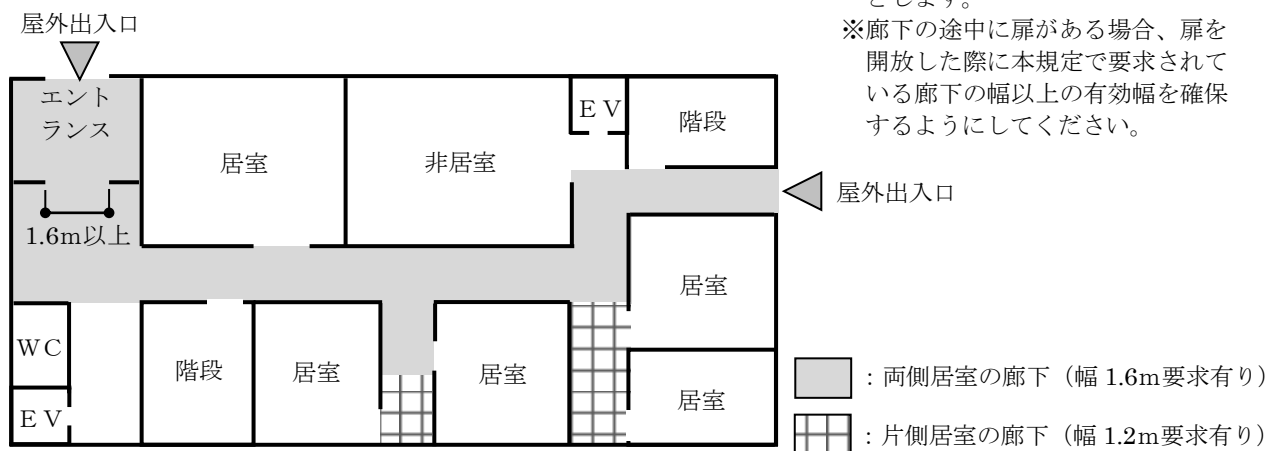 とします。
※廊下の途中に扉がある場合、扉を
開放した際に本規定で要求されて
いる廊下の幅以上の有効幅を確保
するようにしてください。
屋外出入口
エント
ランス
居室
非居室
ＥＶ
階段
屋外出入口
1.6m以上
居室
ＷＣ
階段
居室
居室
居室
ＥＶ
：両側居室の廊下（幅 1.6m要求有り）
：片側居室の廊下（幅 1.2m要求有り）